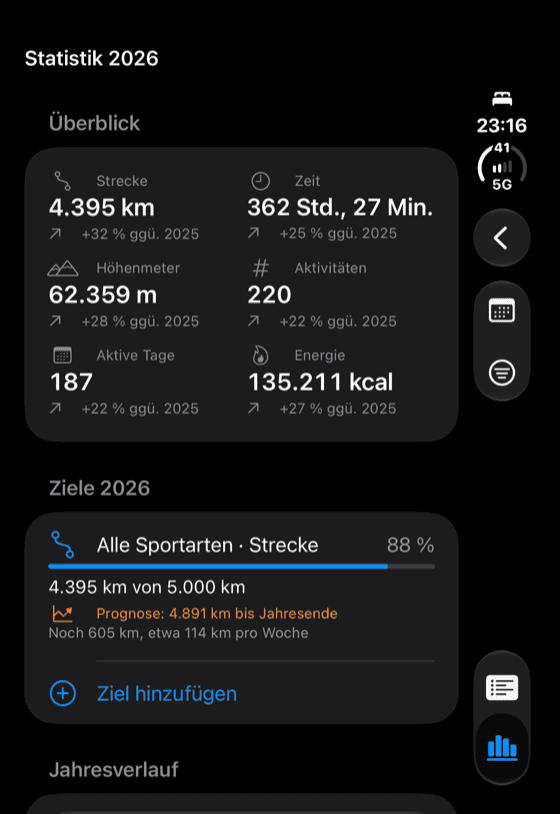 Statistik 2026
23:16
41
5G
Überblick
Strecke
4.395 km
+32 % ggü. 2025
Zeit
362 Std., 27 Min.
+25 % ggü. 2025
Höhenmeter
62.359 m
+28 % ggü. 2025
# Aktivitäten
220
+22 % ggü. 2025
Aktive Tage
187
+22 % ggü. 2025
Energie
135.211 kcal
+27 % ggü. 2025
Ziele 2026
Alle Sportarten · Strecke 88 %
4.395 km von 5.000 km
Prognose: 4.891 km bis Jahresende
Noch 605 km, etwa 114 km pro Woche
Ziel hinzufügen
Jahresverlauf